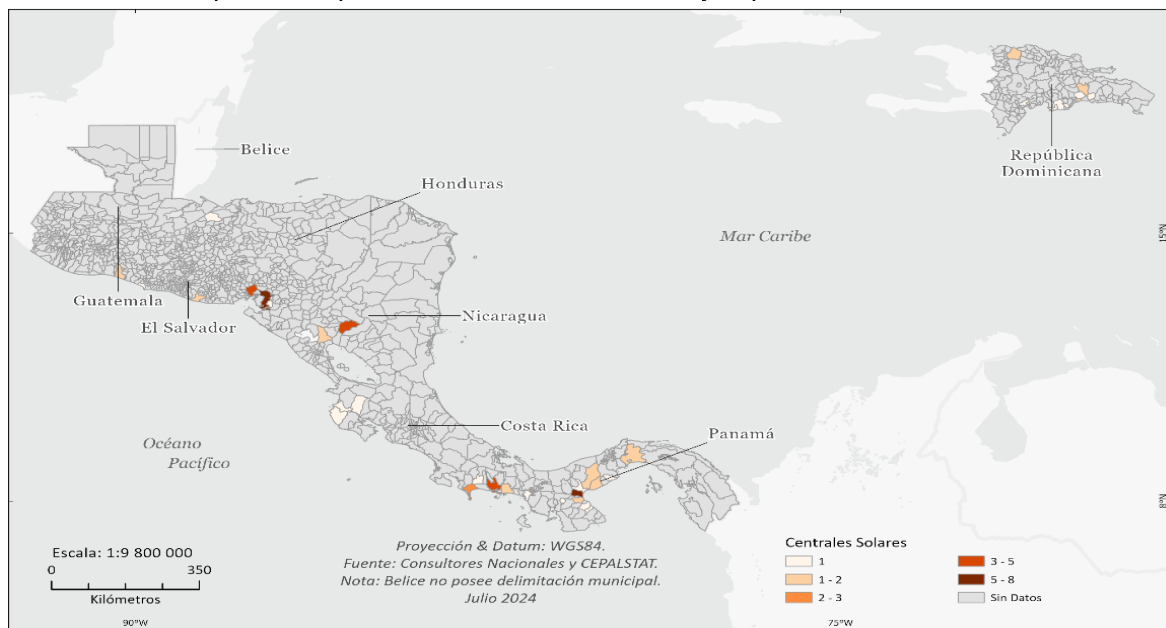 Belice
Honduras
República
Dominicana
Mar Caribe
15°N
Guatemala
El Salvador
Nicaragua
Costa Rica
Panamá
Océano
Pacífico
8°N
Escala: 1:9 800 000
0 350
Kilómetros
Proyección & Datum: WGS84.
Fuente: Consultores Nacionales y CEPALSTAT.
Nota: Belice no posee delimitación municipal.
Julio 2024
Centrales Solares
1
1 - 2
2 - 3
3 - 5
5 - 8
Sin Datos
90°W
75°W